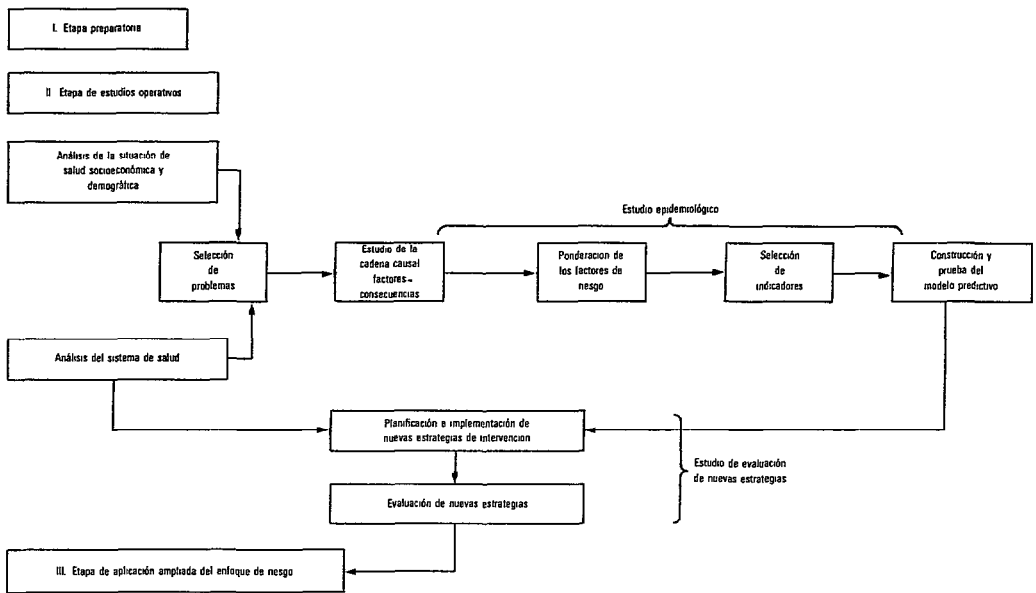 I. Etapa preparatoria
II Etapa de estudios operativos
Análisis de la situación de
salud socioeconómica y
demográfica
Estudio epidemiológico
Selección
de
problemas
Estudio de la
cadena causal
factores-
consecuencias
Ponderacion de
los factores de
riesgo
Selección
de
indicadores
Construcción y
prueba del
modelo predictivo
Análisis del sistema de salud
Planificación e implementación de
nuevas estrategias de intervencion
Estudio de evaluación
de nuevas estrategias
Evaluación de nuevas estrategias
III. Etapa de aplicación ampliada del enfoque de riesgo